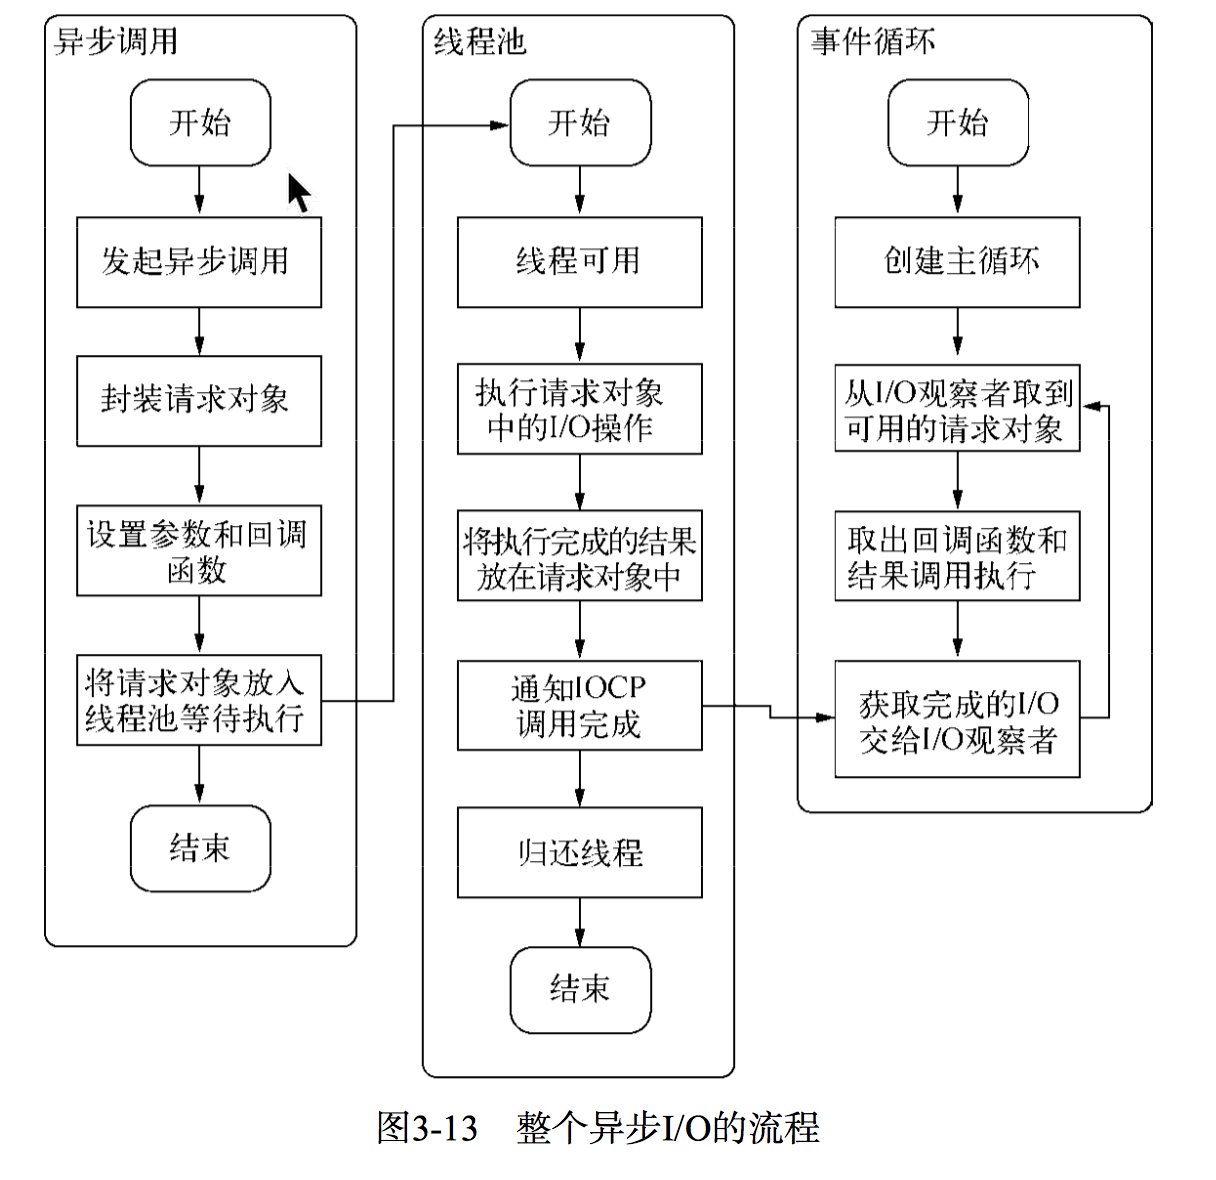 异步调用
开始
发起异步调用
封装请求对象
设置参数和回调
函数
将请求对象放入
线程池等待执行
结束
线程池
开始
线程可用
执行请求对象
中的I/O操作
将执行完成的结果
放在请求对象中
通知IOCP
调用完成
归还线程
结束
事件循环
开始
创建主循环
从I/O观察者取到
可用的请求对象
取出回调函数和
结果调用执行
获取完成的I/O
交给I/O观察者
图3-13 整个异步I/O的流程